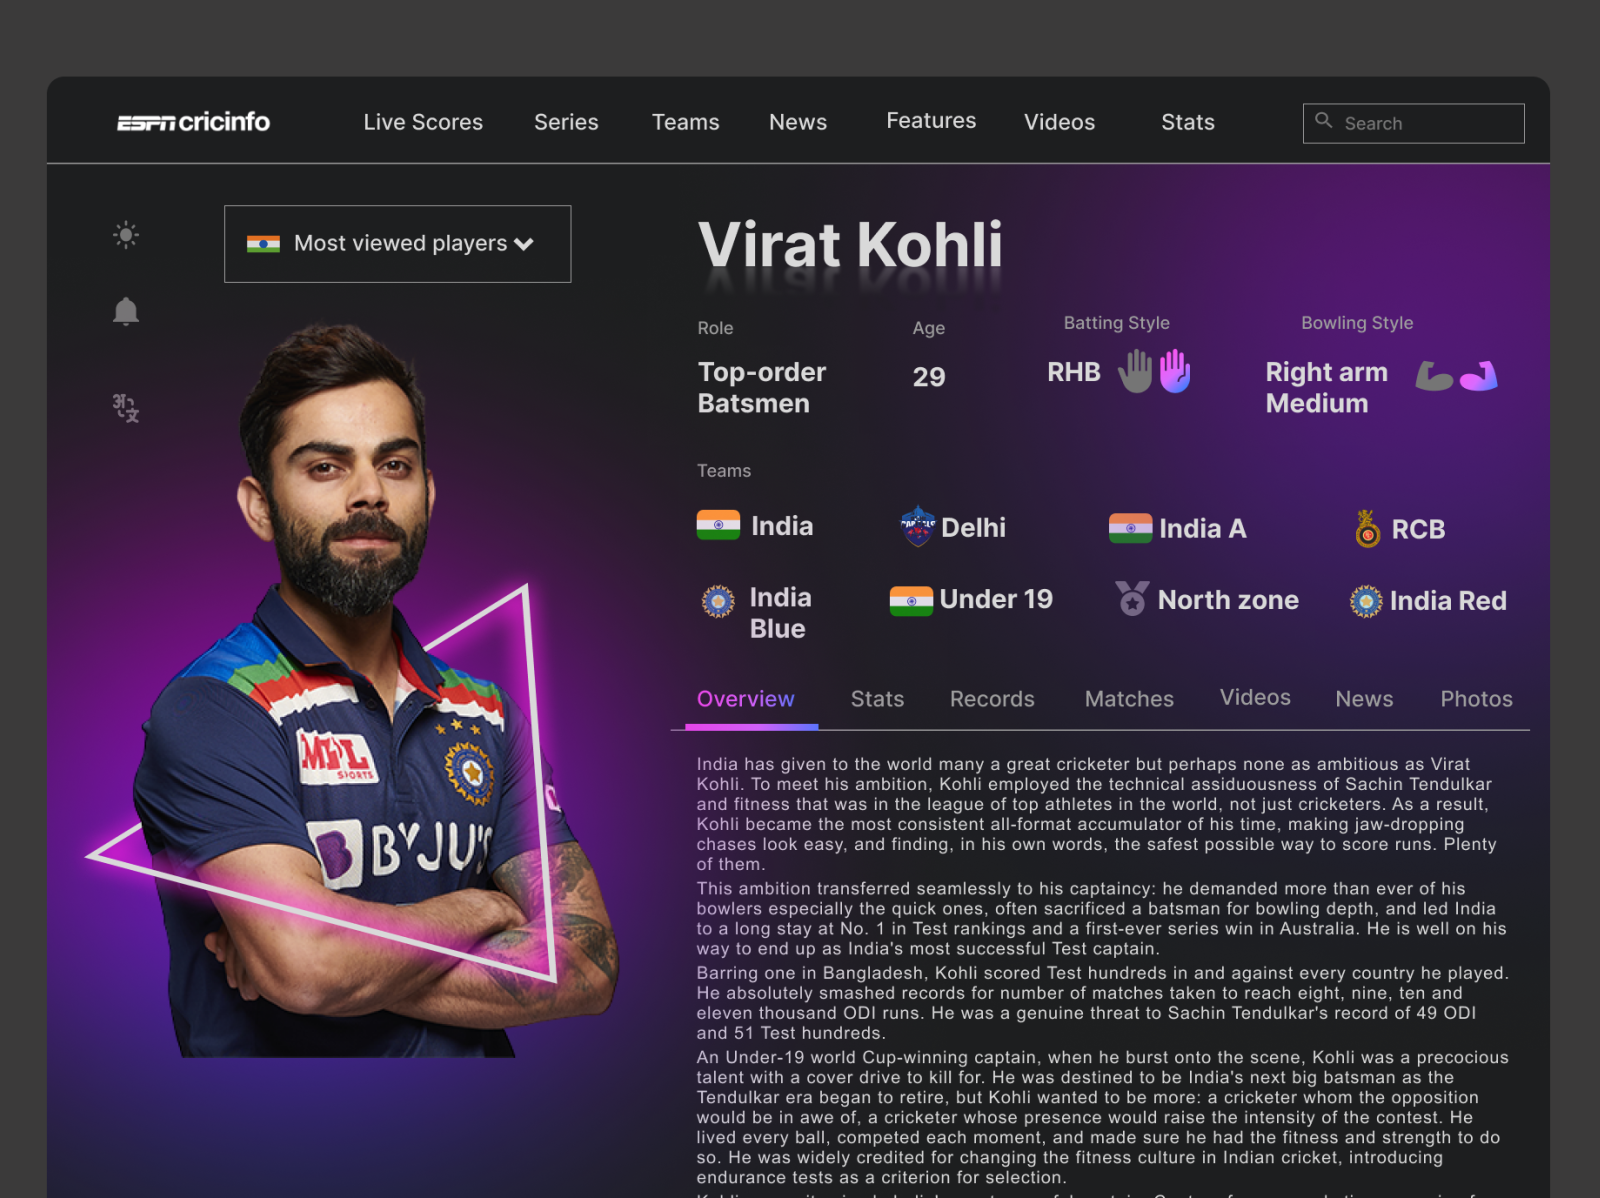 ESPN cricinfo
Live Scores
Series
Teams
News
Features
Videos
Stats
Search
Most viewed players
Virat Kohli
Role
Age
Batting Style
Bowling Style
Top-order
Batsmen
29
RHB
Right arm
Medium
Teams
India
Delhi
India A
RCB
India
Blue
Under 19
North zone
India Red
Overview
Stats
Records
Matches
Videos
News
Photos
India has given to the world many a great cricketer but perhaps none as ambitious as Virat
Kohli. To meet his ambition, Kohli employed the technical assiduousness of Sachin Tendulkar
and fitness that was in the league of top athletes in the world, not just cricketers. As a result,
Kohli became the most consistent all-format accumulator of his time, making jaw-dropping
chases look easy, and finding, in his own words, the safest possible way to score runs. Plenty
of them.
This ambition transferred seamlessly to his captaincy: he demanded more than ever of his
bowlers especially the quick ones, often sacrificed a batsman for bowling depth, and led India
to a long stay at No. 1 in Test rankings and a first-ever series win in Australia. He is well on his
way to end up as India's most successful Test captain.
Barring one in Bangladesh, Kohli scored Test hundreds in and against every country he played.
He absolutely smashed records for number of matches taken to reach eight, nine, ten and
eleven thousand ODI runs. He was a genuine threat to Sachin Tendulkar's record of 49 ODI
and 51 Test hundreds.
An Under-19 world Cup-winning captain, when he burst onto the scene, Kohli was a precocious
talent with a cover drive to kill for. He was destined to be India's next big batsman as the
Tendulkar era began to retire, but Kohli wanted to be more: a cricketer whom the opposition
would be in awe of, a cricketer whose presence would raise the intensity of the contest. He
lived every ball, competed each moment, and made sure he had the fitness and strength to do
so. He was widely credited for changing the fitness culture in Indian cricket, introducing
endurance tests as a criterion for selection.
MPL
SPORTS
B BYJU'S
अ 文